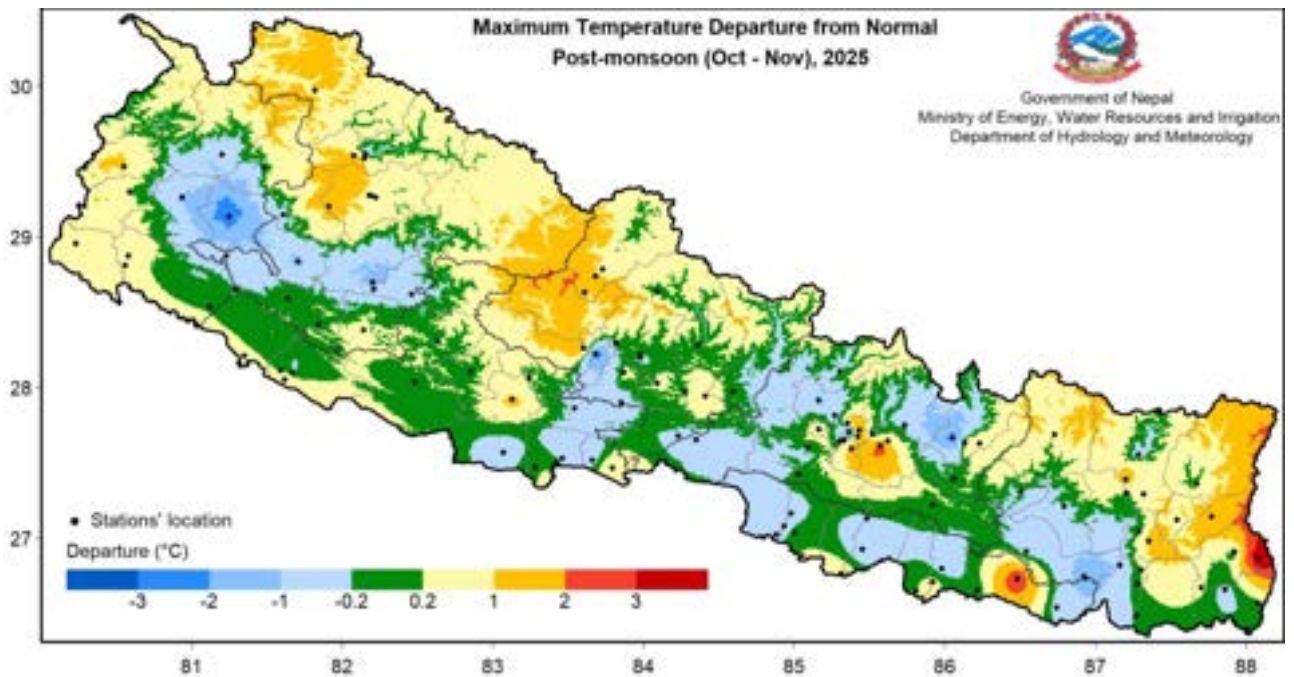 Maximum Temperature Departure from Normal
Post-monsoon (Oct - Nov), 2025
Government of Nepal
Ministry of Energy, Water Resources and Irrigation
Department of Hydrology and Meteorology
30
29
28
27
Stations' location
Departure (°C)
-3 -2 -1 -0.2 0.2 1 2 3
81 82 83 84 85 86 87 88